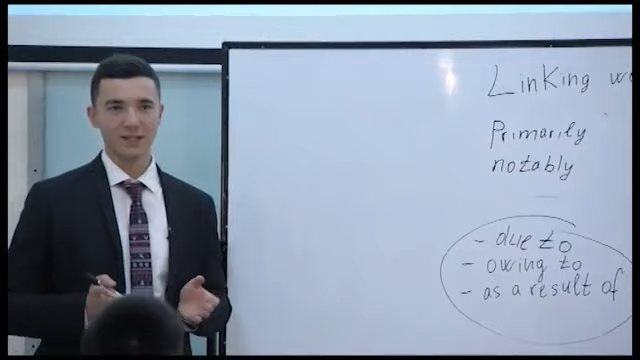 Linking
Primarily
notably
- due to
- owing to
- as a result of